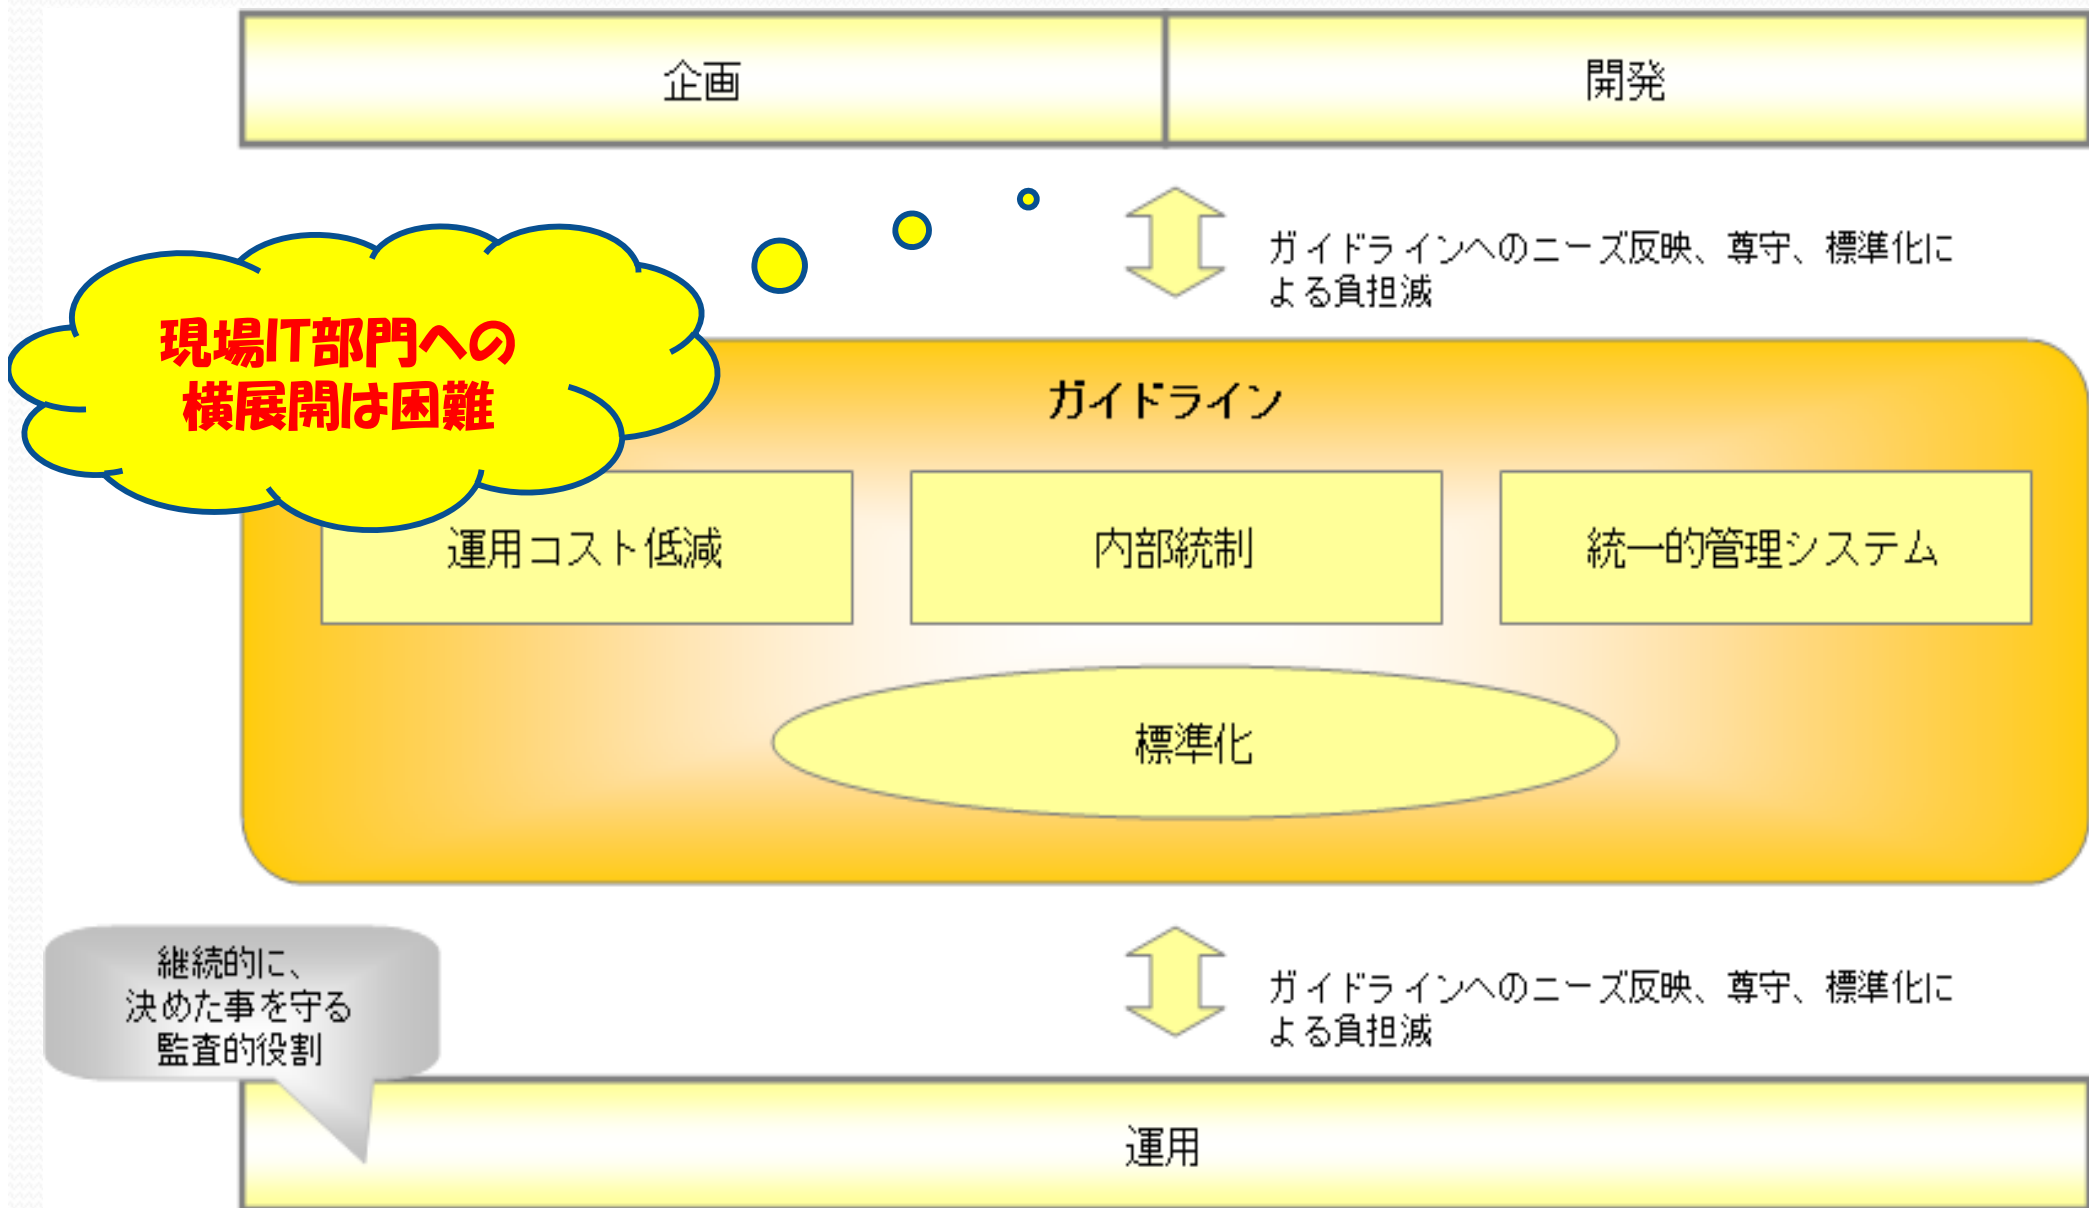 企画
開発
ガイドラインへのニーズ反映、尊守、標準化に
よる負担減
現場IT部門への
横展開は困難
ガイドライン
運用コスト低減
内部統制
統一的管理システム
標準化
継続的に、
決めた事を守る
監査的役割
ガイドラインへのニーズ反映、尊守、標準化に
よる負担減
運用